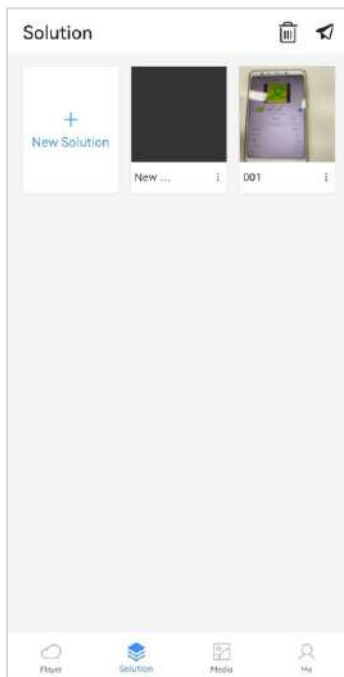 Solution
+
New Solution
New ...
001
Player
Solution
Media
Me